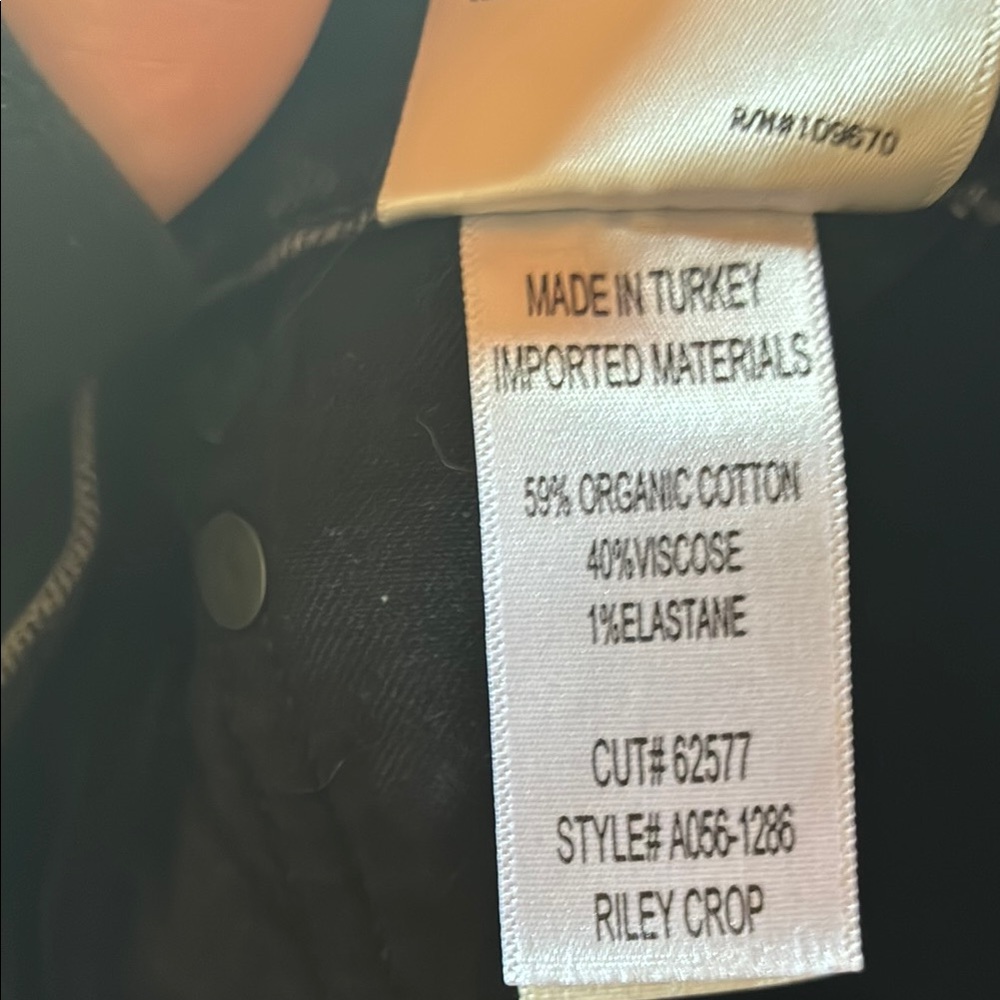 R/N#109670
MADE IN TURKEY
IMPORTED MATERIALS
59% ORGANIC COTTON
40%VISCOSE
1%ELASTANE
CUT# 62577
STYLE# A056-1286
RILEY CROP